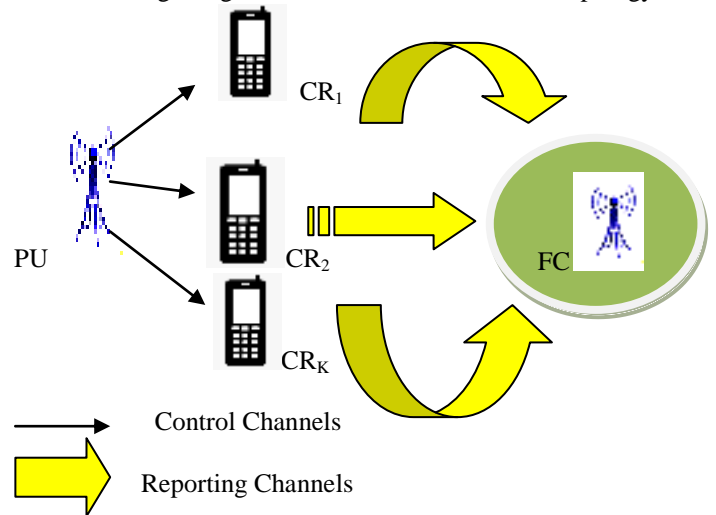 CR1
PU
CR2
FC
CRK
Control Channels
Reporting Channels